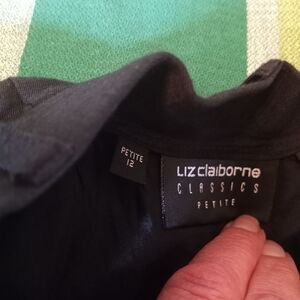 PETITE
12
LIZ claiborne
CLASSICS
PETITE